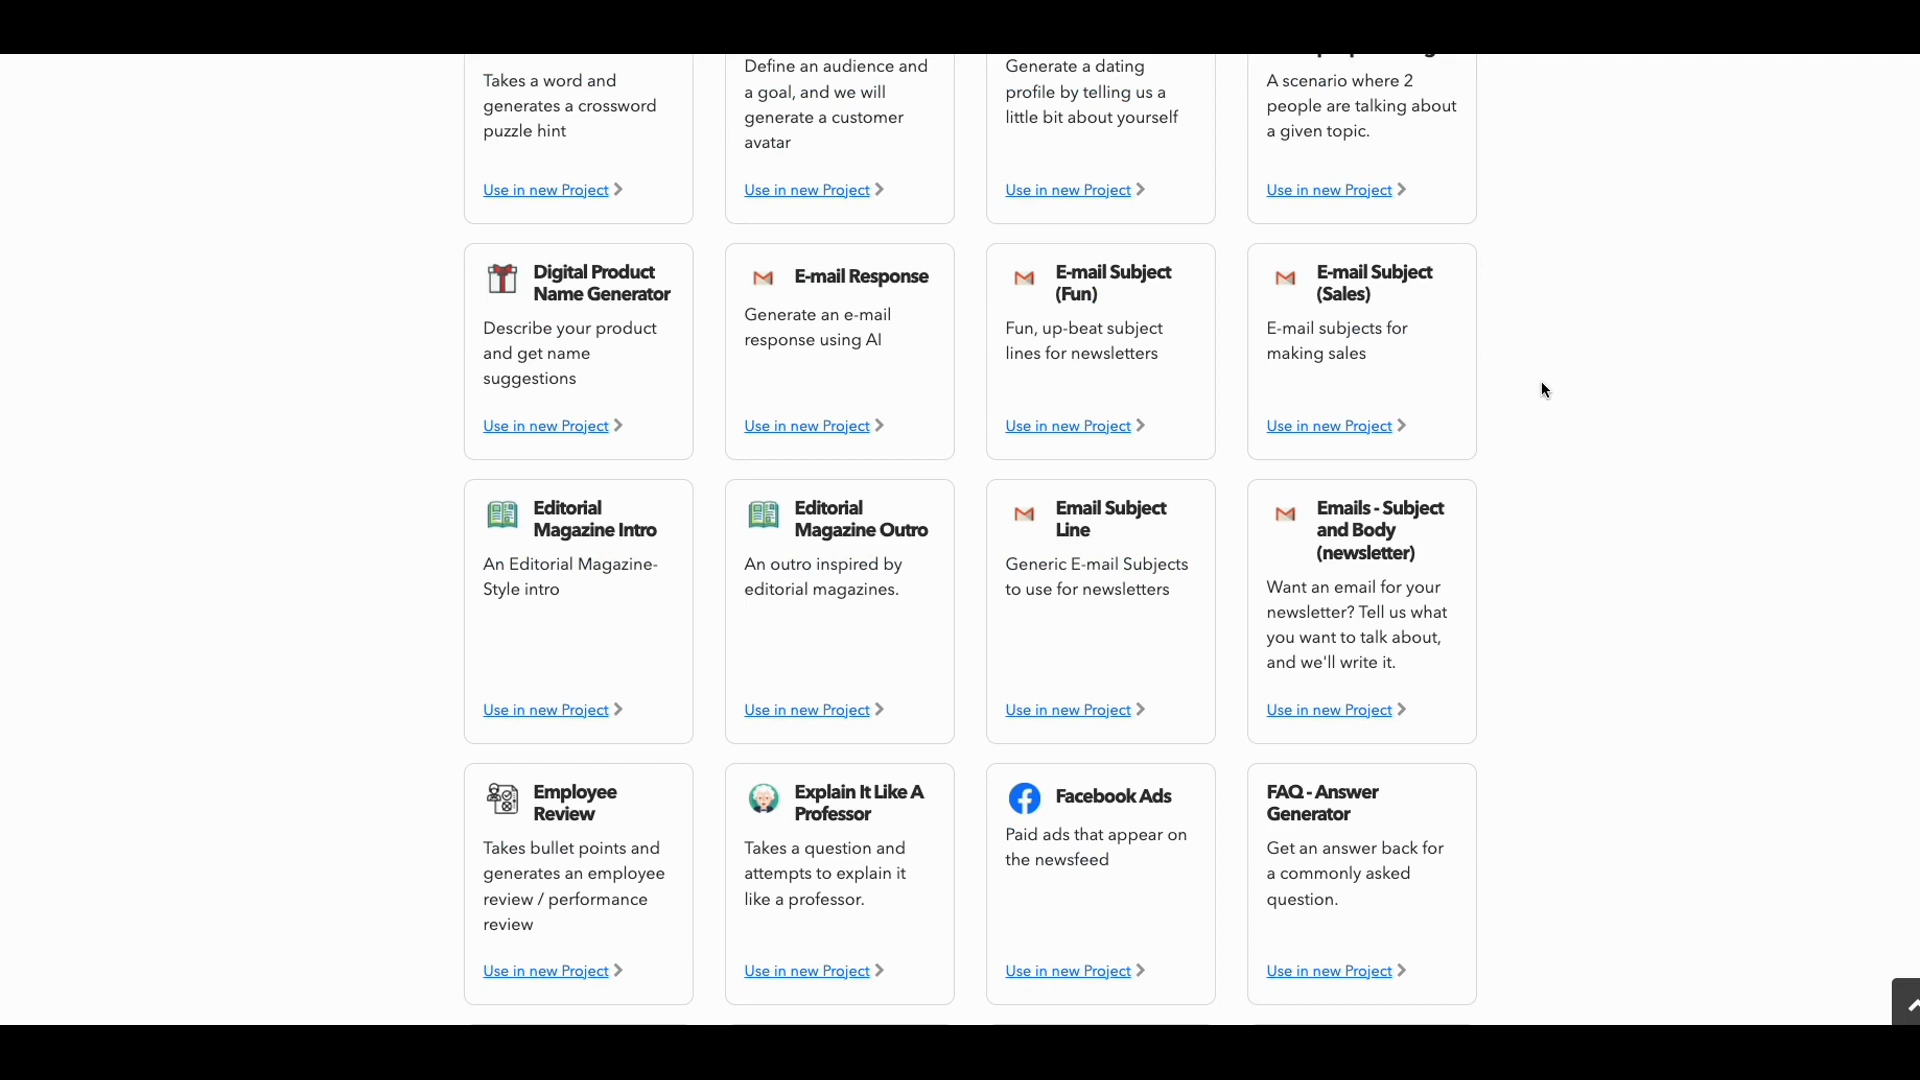 Takes a word and
generates a crossword
puzzle hint
Use in new Project
Define an audience and
a goal, and we will
generate a customer
avatar
Use in new Project
Generate a dating
profile by telling us a
little bit about yourself
Use in new Project
A scenario where 2
people are talking about
a given topic.
Use in new Project
Digital Product
Name Generator
Describe your product
and get name
suggestions
Use in new Project
E-mail Response
Generate an e-mail
response using AI
Use in new Project
E-mail Subject
(Fun)
Fun, up-beat subject
lines for newsletters
Use in new Project
E-mail Subject
(Sales)
E-mail subjects for
making sales
Use in new Project
Editorial
Magazine Intro
An Editorial Magazine-
Style intro
Use in new Project
Editorial
Magazine Outro
An outro inspired by
editorial magazines.
Use in new Project
Email Subject
Line
Generic E-mail Subjects
to use for newsletters
Use in new Project
Emails - Subject
and Body
(newsletter)
Want an email for your
newsletter? Tell us what
you want to talk about,
and we'll write it.
Use in new Project
Employee
Review
Takes bullet points and
generates an employee
review / performance
review
Use in new Project
Explain It Like A
Professor
Takes a question and
attempts to explain it
like a professor.
Use in new Project
Facebook Ads
Paid ads that appear on
the newsfeed
Use in new Project
FAQ - Answer
Generator
Get an answer back for
a commonly asked
question.
Use in new Project